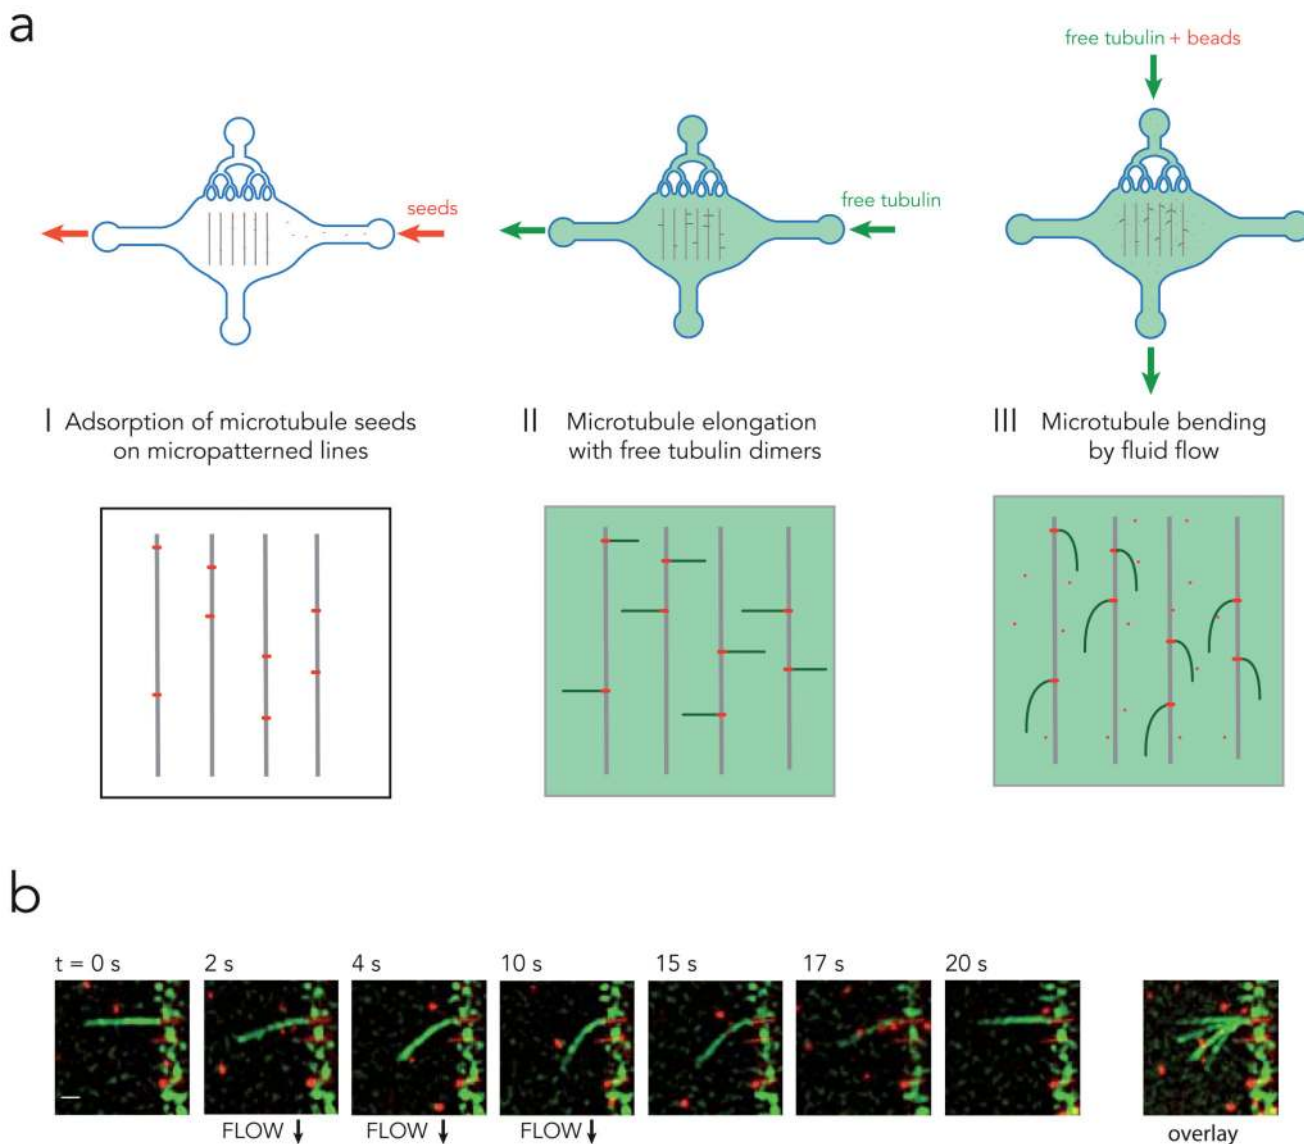 a
free tubulin + beads
seeds
free tubulin
I Adsorption of microtubule seeds
on micropatterned lines
II Microtubule elongation
with free tubulin dimers
III Microtubule bending
by fluid flow
b
t = 0 s 2 s 4 s 10 s 15 s 17 s 20 s
FLOW FLOW FLOW overlay